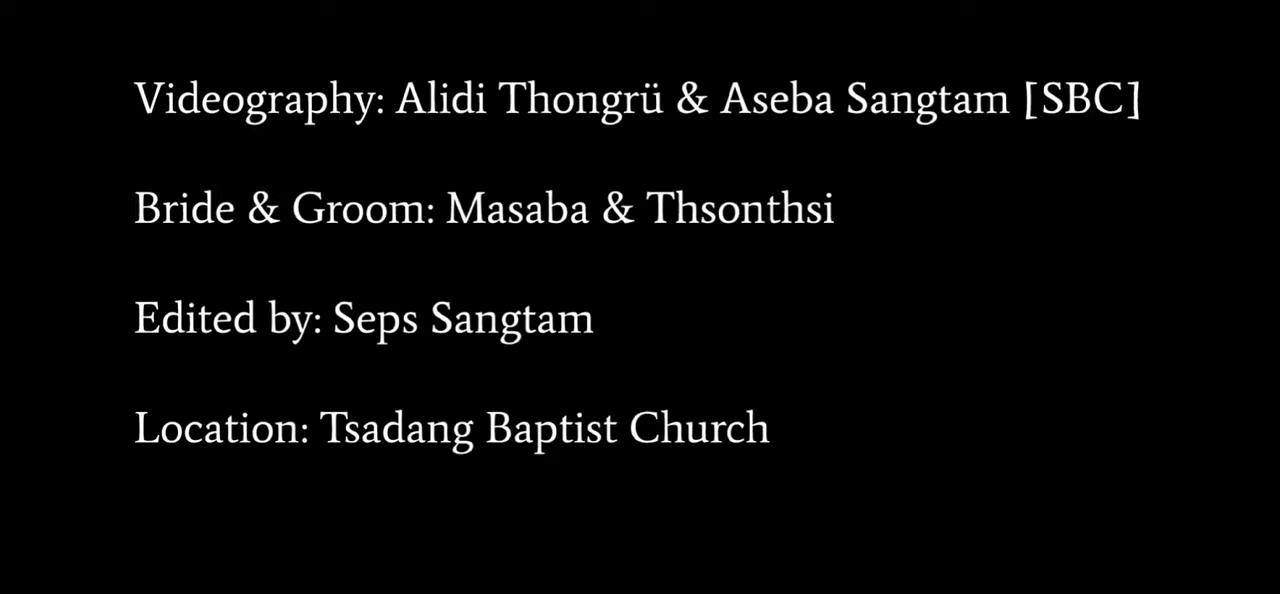 Videography: Alidi Thongrü & Aseba Sangtam [SBC]
Bride & Groom: Masaba & Thsonthsi
Edited by: Seps Sangtam
Location: Tsadang Baptist Church